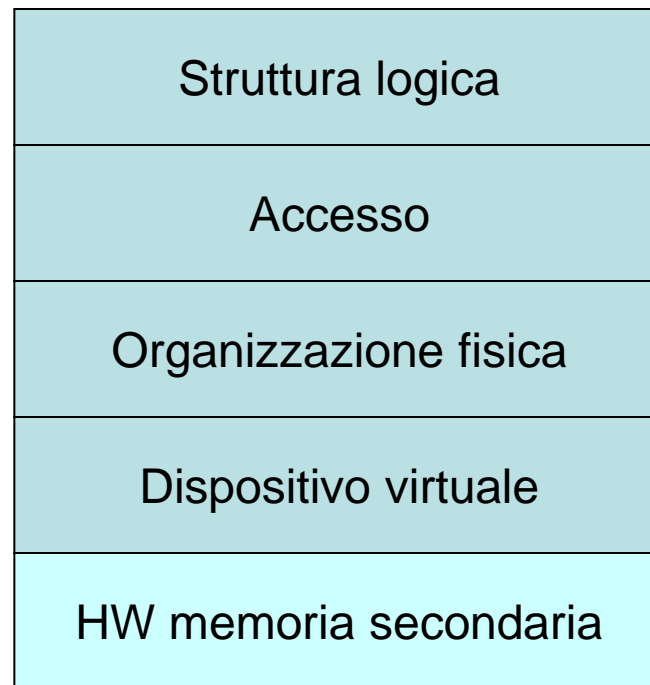 Struttura logica
Accesso
Organizzazione fisica
Dispositivo virtuale
HW memoria secondaria